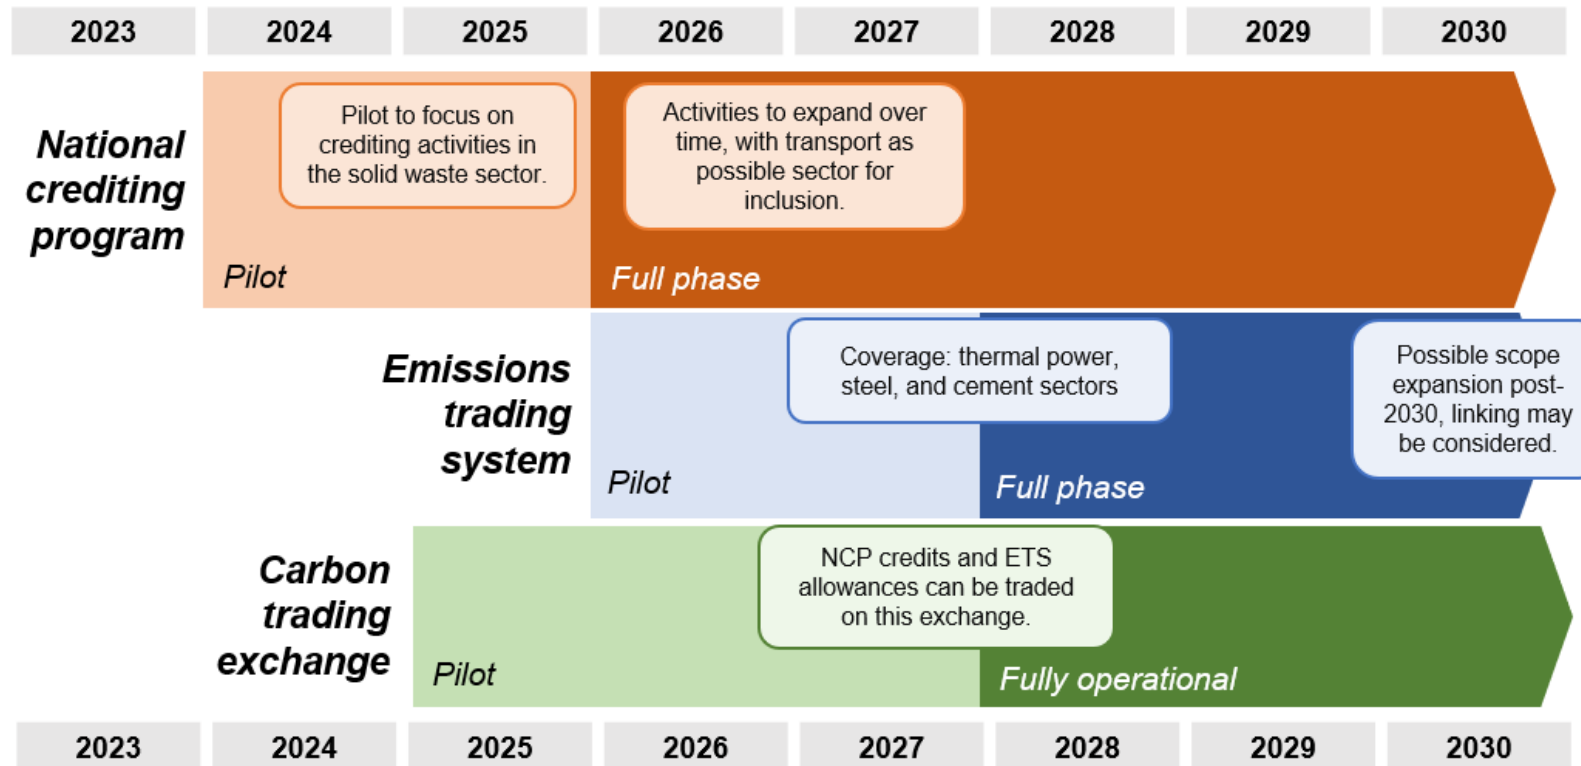 2023 2024 2025 2026 2027 2028 2029 2030
National
crediting
program
Pilot to focus on
crediting activities in
the solid waste sector.
Pilot
Activities to expand over
time, with transport as
possible sector for
inclusion.
Full phase
Emissions
trading
system
Pilot
Coverage: thermal power,
steel, and cement sectors
Full phase
Possible scope
expansion post-
2030, linking may
be considered.
Carbon
trading
exchange
Pilot
NCP credits and ETS
allowances can be traded
on this exchange.
Fully operational
2023 2024 2025 2026 2027 2028 2029 2030